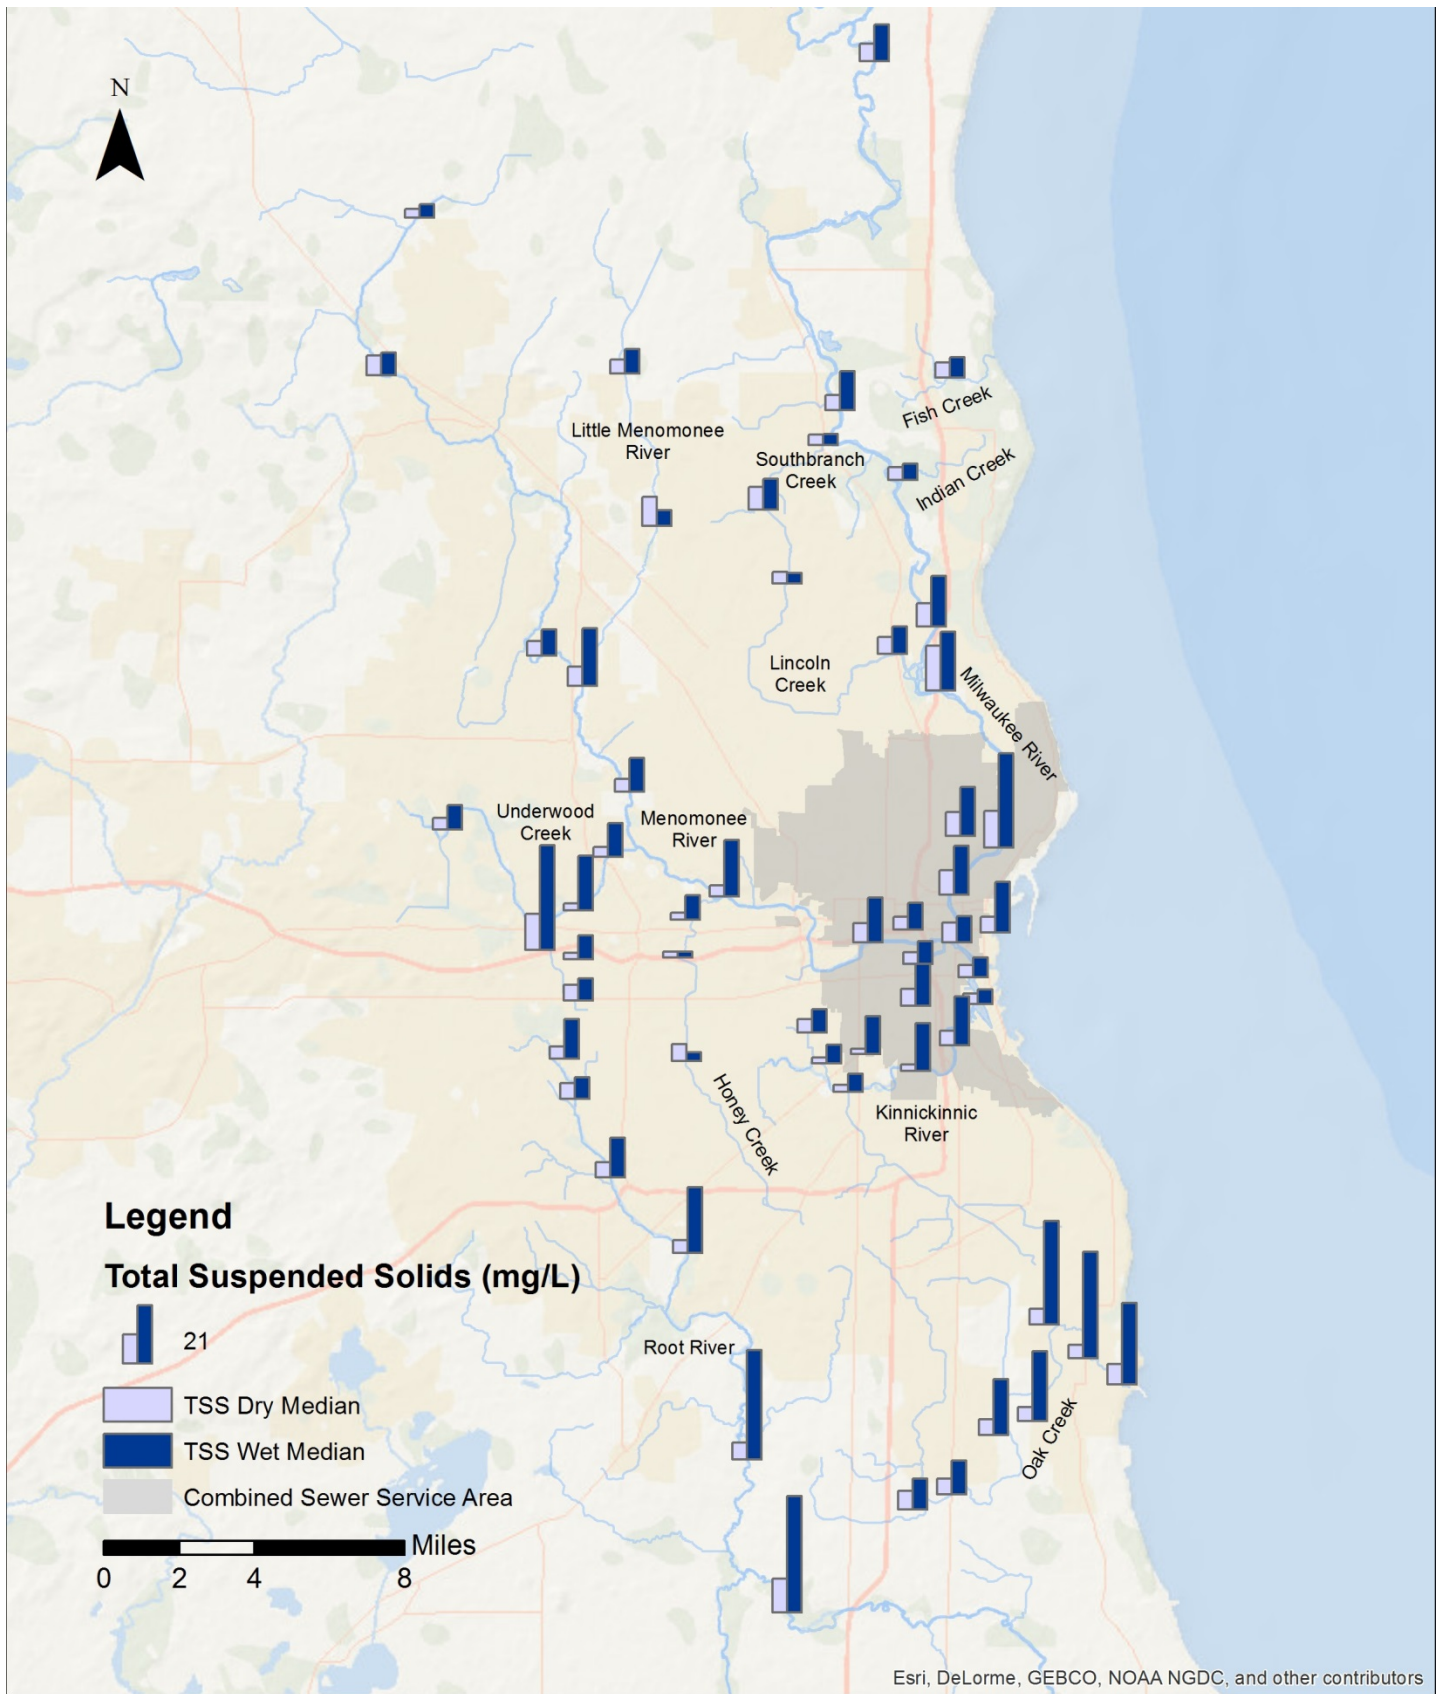 N
Little Menomonee
River
Fish Creek
Southbranch
Creek
Indian Creek
Lincoln
Creek
Milwaukee River
Underwood
Creek
Menomonee
River
Honey Creek
Kinnickinnic
River
Legend
Total Suspended Solids (mg/L)
21
TSS Dry Median
TSS Wet Median
Combined Sewer Service Area
Miles
0 2 4 8
Root River
Oak Creek
Esri, DeLorme, GEBCO, NOAA NGDC, and other contributors